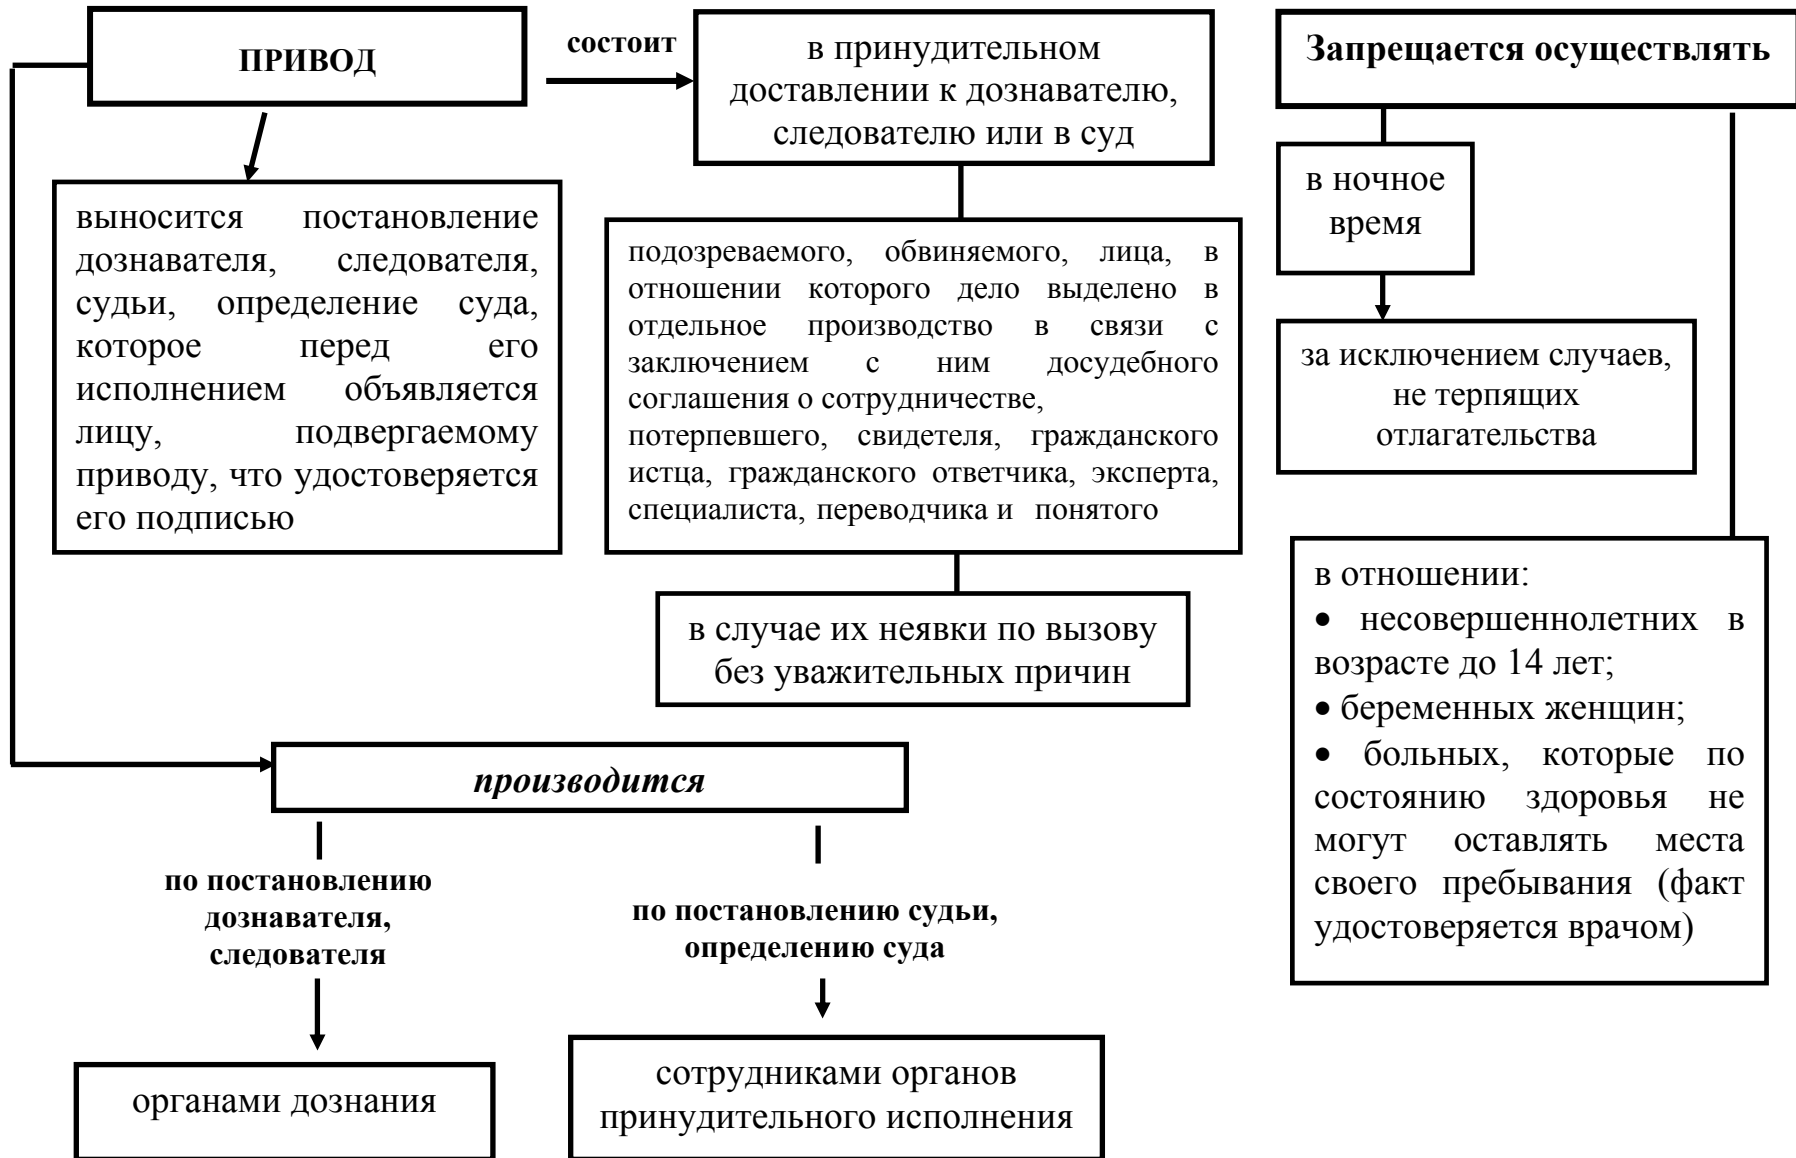 ПРИВОД
состоит
в принудительном
доставлении к дознавателю,
следователю или в суд
Запрещается осуществлять
выносится постановление
дознавателя, следователя,
судьи, определение суда,
которое перед его
исполнением объявляется
лицу, подвергаемому
приводу, что удостоверяется
его подписью
подозреваемого, обвиняемого, лица, в
отношении которого дело выделено в
отдельное производство в связи с
заключением с ним досудебного
соглашения о сотрудничестве,
потерпевшего, свидетеля, гражданского
истца, гражданского ответчика, эксперта,
специалиста, переводчика и понятого
в случае их неявки по вызову
без уважительных причин
в ночное
время
за исключением случаев,
не терпящих
отлагательства
в отношении:
• несовершеннолетних в
возрасте до 14 лет;
• беременных женщин;
• больных, которые по
состоянию здоровья не
могут оставлять места
своего пребывания (факт
удостоверяется врачом)
производится
по постановлению
дознавателя,
следователя
по постановлению судьи,
определению суда
органами дознания
сотрудниками органов
принудительного исполнения